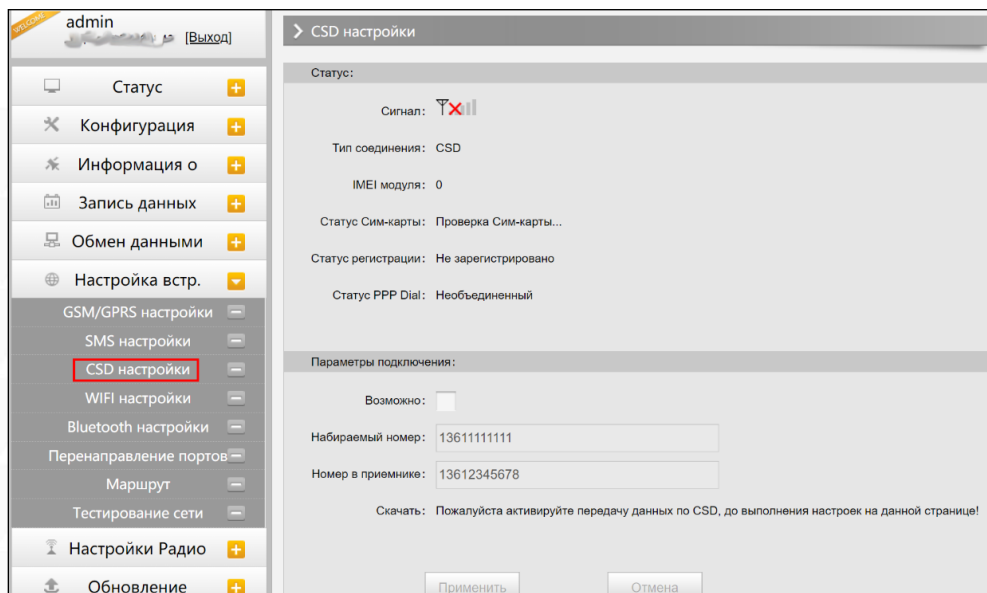 WELCOME
admin
[Выход]
Статус
Конфигурация
Информация о
Запись данных
Обмен данными
Настройка встр.
GSM/GPRS настройки
SMS настройки
CSD настройки
WIFI настройки
Bluetooth настройки
Перенаправление портов
Маршрут
Тестирование сети
Настройки Радио
Обновление
CSD настройки
Статус:
Сигнал:
Тип соединения: CSD
IMEI модуля: 0
Статус Сим-карты: Проверка Сим-карты...
Статус регистрации: Не зарегистрировано
Статус PPP Dial: Необъединенный
Параметры подключения:
Возможно:
Набираемый номер: 13611111111
Номер в приемнике: 13612345678
Скачать: Пожалуйста активируйте передачу данных по CSD, до выполнения настроек на данной странице!
Применить Отмена